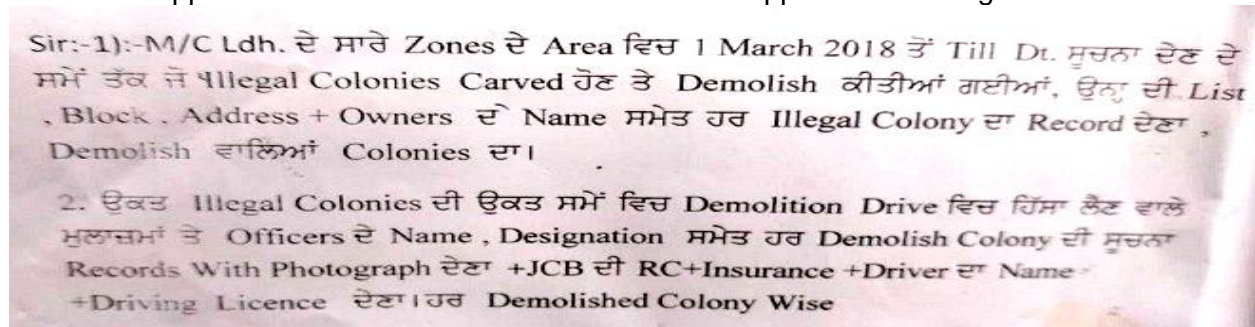 Sir:-1):-M/C Ldh. ਦੇ ਸਾਰੇ Zones ਦੇ Area ਵਿਚ 1 March 2018 ਤੋਂ Till Dt. ਸੂਚਨਾ ਦੇਣ ਦੇ
ਸਮੇਂ ਤੱਕ ਜੋ Illegal Colonies Carved ਹੋਣ ਤੇ Demolish ਕੀਤੀਆਂ ਗਈਆਂ, ਉਨ੍ਹ ਦੀ List
, Block . Address + Owners ਦੇ Name ਸਮੇਤ ਹਰ Illegal Colony ਦਾ Record ਦੇਣਾ ,
Demolish ਵਾਲਿਆਂ Colonies ਦਾ।
2. ਉਕਤ Illegal Colonies ਦੀ ਉਕਤ ਸਮੇਂ ਵਿਚ Demolition Drive ਵਿਚ ਹਿੱਸਾ ਲੈਣ ਵਾਲੇ
ਮੁਲਾਜ਼ਮਾਂ ਤੇ Officers ਦੇ Name , Designation ਸਮੇਤ ਹਰ Demolish Colony ਦੀ ਸੂਚਨਾ
Records With Photograph ਦੇਣਾ +JCB ਦੀ RC+Insurance +Driver ਦਾ Name
+Driving Licence ਦੇਣਾ।ਹਰ Demolished Colony Wise